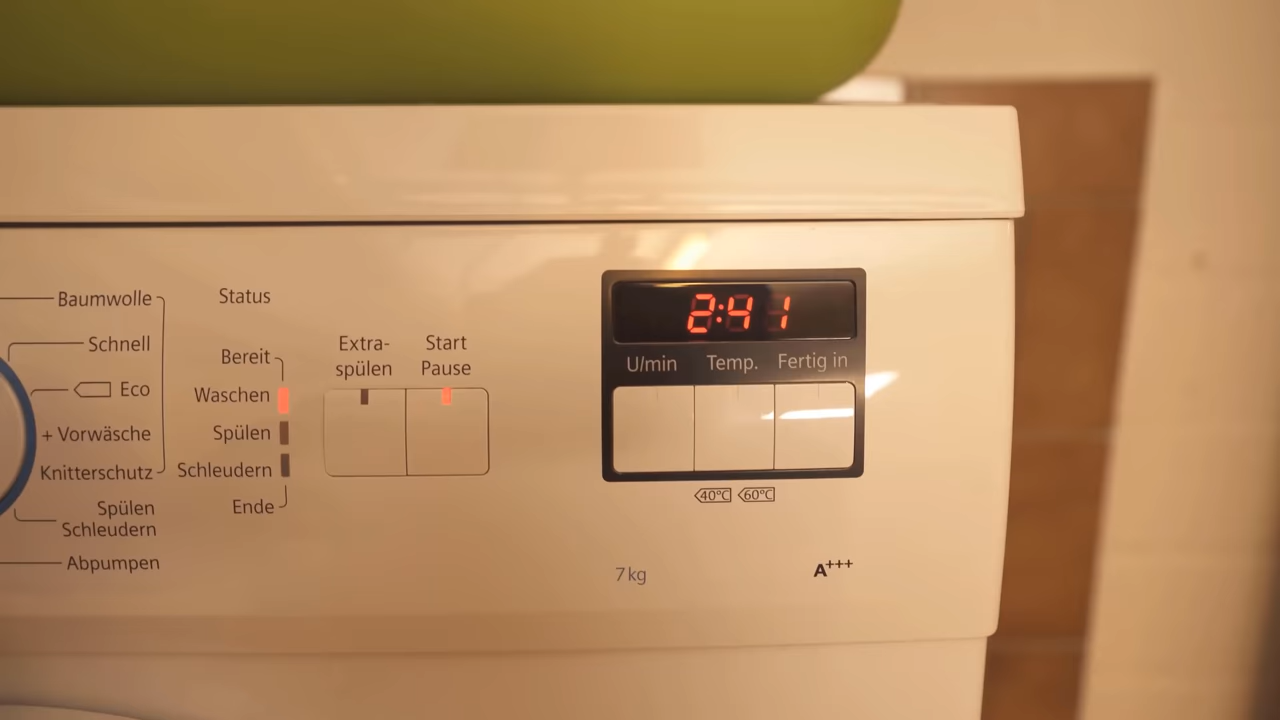 Baumwolle
Schnell
Eco
+ Vorwäsche
Knitterschutz
Spülen
Schleudern
Abpumpen
Status
Bereit
Waschen
Spülen
Schleudern
Ende
Extra-
spülen
Start
Pause
2:41
U/min Temp. Fertig in
40°C 60°C
7 kg
A+++